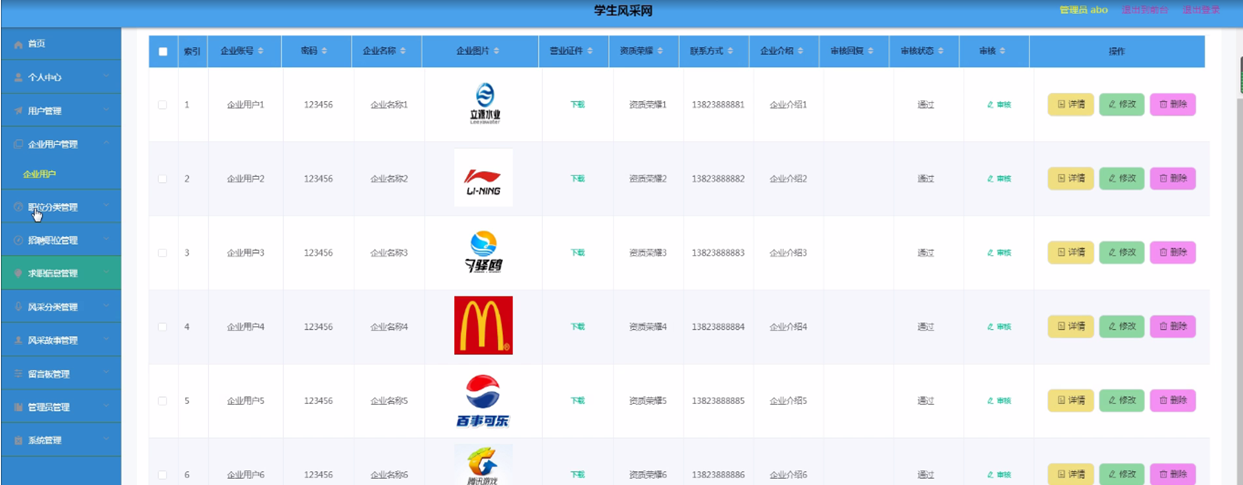 学生风采网
管理员 abo 退出到前台 退出登录
首页
个人中心
用户管理
企业用户管理
企业用户
职位分类管理
招聘职位管理
求职信息管理
风采分类管理
风采故事管理
留言板管理
管理员管理
系统管理
索引 企业账号 密码 企业名称 企业图片 营业证件 资质荣耀 联系方式 企业介绍 审核回复 审核状态 审核 操作
1 企业用户1 123456 企业名称1 立源水业 下载 资质荣耀1 13823888881 企业介绍1 通过 审核 详情 修改 删除
2 企业用户2 123456 企业名称2 LI-NING 下载 资质荣耀2 13823888882 企业介绍2 通过 审核 详情 修改 删除
3 企业用户3 123456 企业名称3 下载 资质荣耀3 13823888883 企业介绍3 通过 审核 详情 修改 删除
4 企业用户4 123456 企业名称4 下载 资质荣耀4 13823888884 企业介绍4 通过 审核 详情 修改 删除
5 企业用户5 123456 企业名称5 百事可乐 下载 资质荣耀5 13823888885 企业介绍5 通过 审核 详情 修改 删除
6 企业用户6 123456 企业名称6 腾讯游戏 下载 资质荣耀6 13823888886 企业介绍6 通过 审核 详情 修改 删除